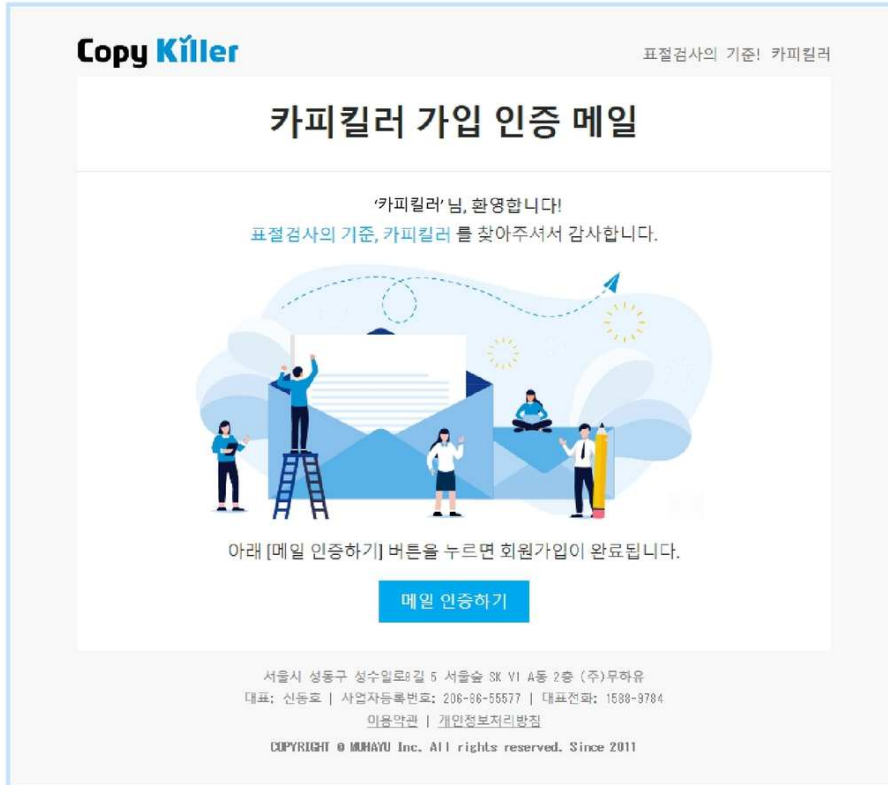 Copy Killer
표절검사의 기준! 카피킬러
카피킬러 가입 인증 메일
'카피킬러' 님, 환영합니다!
표절검사의 기준, 카피킬러 를 찾아주셔서 감사합니다.
아래 [메일 인증하기] 버튼을 누르면 회원가입이 완료됩니다.
메일 인증하기
서울시 성동구 성수일로8길 5 서울숲 SK V1 A동 2층 (주)무하유
대표: 신동호 | 사업자등록번호: 206-86-55577 | 대표전화: 1588-9784
이용약관 | 개인정보처리방침
COPYRIGHT © MUHAYU Inc. All rights reserved. Since 2011